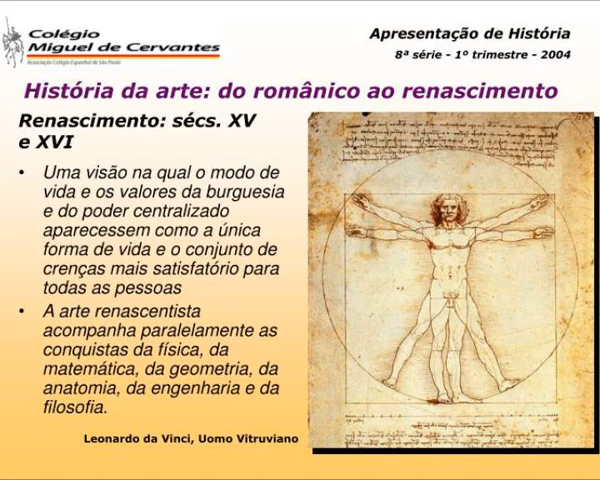 Colégio
Miguel de Cervantes
Associação Colégio Espanhol de São Paulo
Apresentação de História
8ª série - 1º trimestre - 2004
História da arte: do românico ao renascimento
Renascimento: sécs. XV
e XVI
• Uma visão na qual o modo de
vida e os valores da burguesia
e do poder centralizado
aparecessem como a única
forma de vida e o conjunto de
crenças mais satisfatório para
todas as pessoas
• A arte renascentista
acompanha paralelamente as
conquistas da física, da
matemática, da geometria, da
anatomia, da engenharia e da
filosofia.
Leonardo da Vinci, Uomo Vitruviano